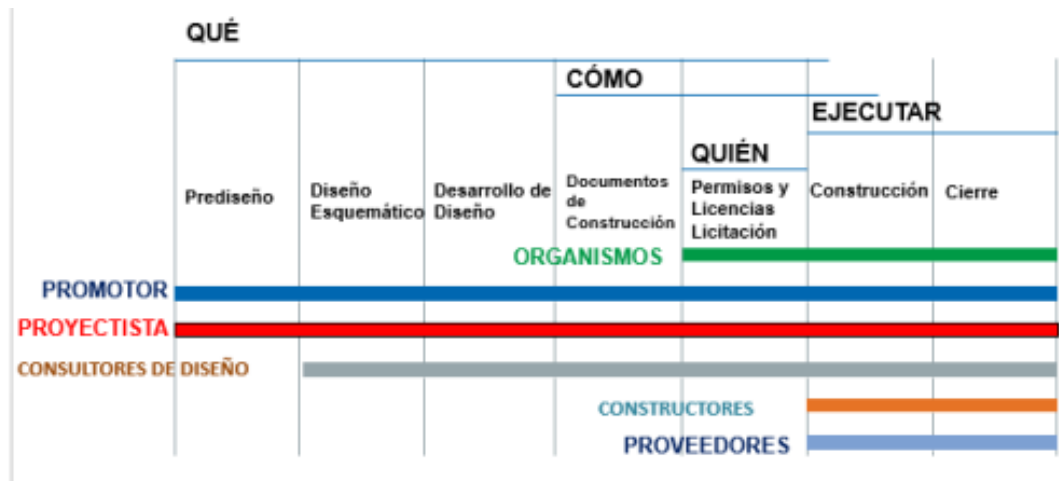 QUÉ
CÓMO
EJECUTAR
QUIÉN
Prediseño
Diseño
Esquemático
Desarrollo de
Diseño
Documentos
de
Construcción
Permisos y
Licencias
Licitación
Construcción
Cierre
ORGANISMOS
PROMOTOR
PROYECTISTA
CONSULTORES DE DISEÑO
CONSTRUCTORES
PROVEEDORES